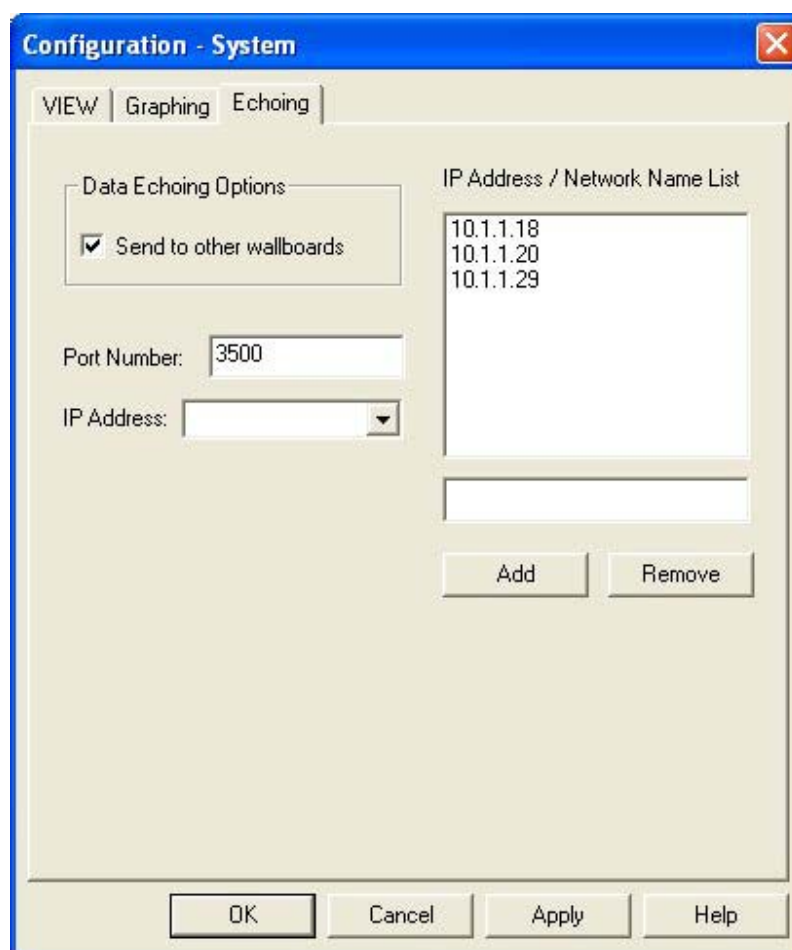 Configuration - System
VIEW
Graphing
Echoing
Data Echoing Options
Send to other wallboards
Port Number:
3500
IP Address:
IP Address / Network Name List
10.1.1.18
10.1.1.20
10.1.1.29
Add
Remove
OK
Cancel
Apply
Help